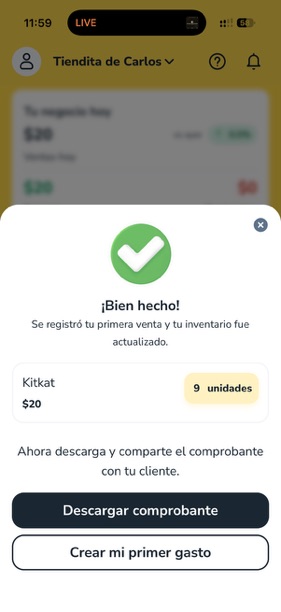 11:59
LIVE
58
Tiendita de Carlos
Tu negocio hoy
$20
Ventas hoy
$20
$0
¡Bien hecho!
Se registró tu primera venta y tu inventario fue
actualizado.
Kitkat
9 unidades
$20
Ahora descarga y comparte el comprobante
con tu cliente.
Descargar comprobante
Crear mi primer gasto